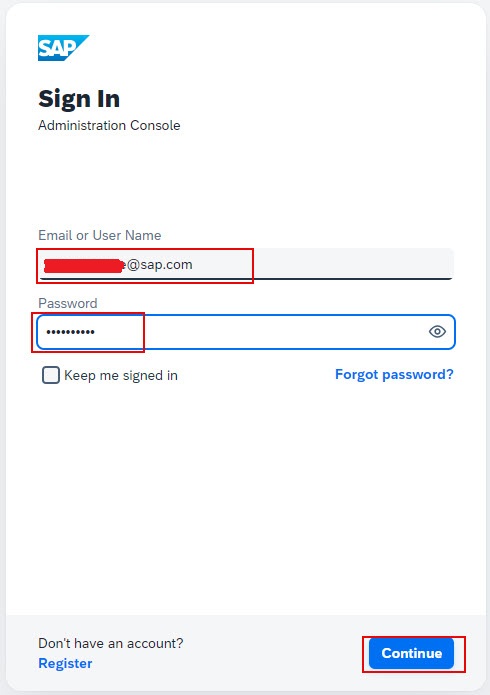 SAP
Sign In
Administration Console
Email or User Name
@sap.com
Password
••••••••••
Keep me signed in
Forgot password?
Don't have an account?
Register
Continue